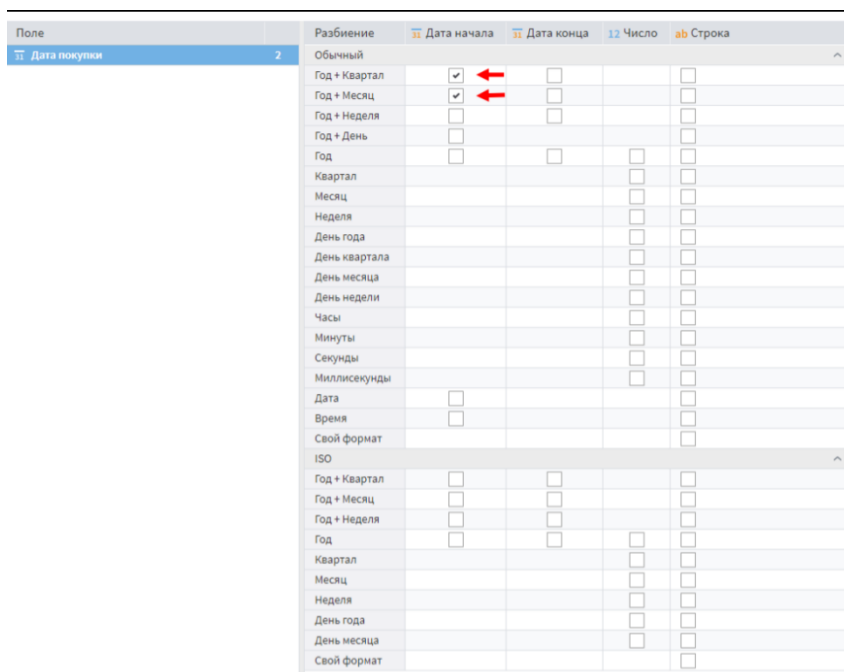 Поле Разбиение 31 Дата начала 31 Дата конца 12 Число ab Строка
31 Дата покупки 2 Обычный
Год + Квартал
Год + Месяц
Год + Неделя
Год + День
Год
Квартал
Месяц
Неделя
День года
День квартала
День месяца
День недели
Часы
Минуты
Секунды
Миллисекунды
Дата
Время
Свой формат
ISO
Год + Квартал
Год + Месяц
Год + Неделя
Год
Квартал
Месяц
Неделя
День года
День месяца
Свой формат